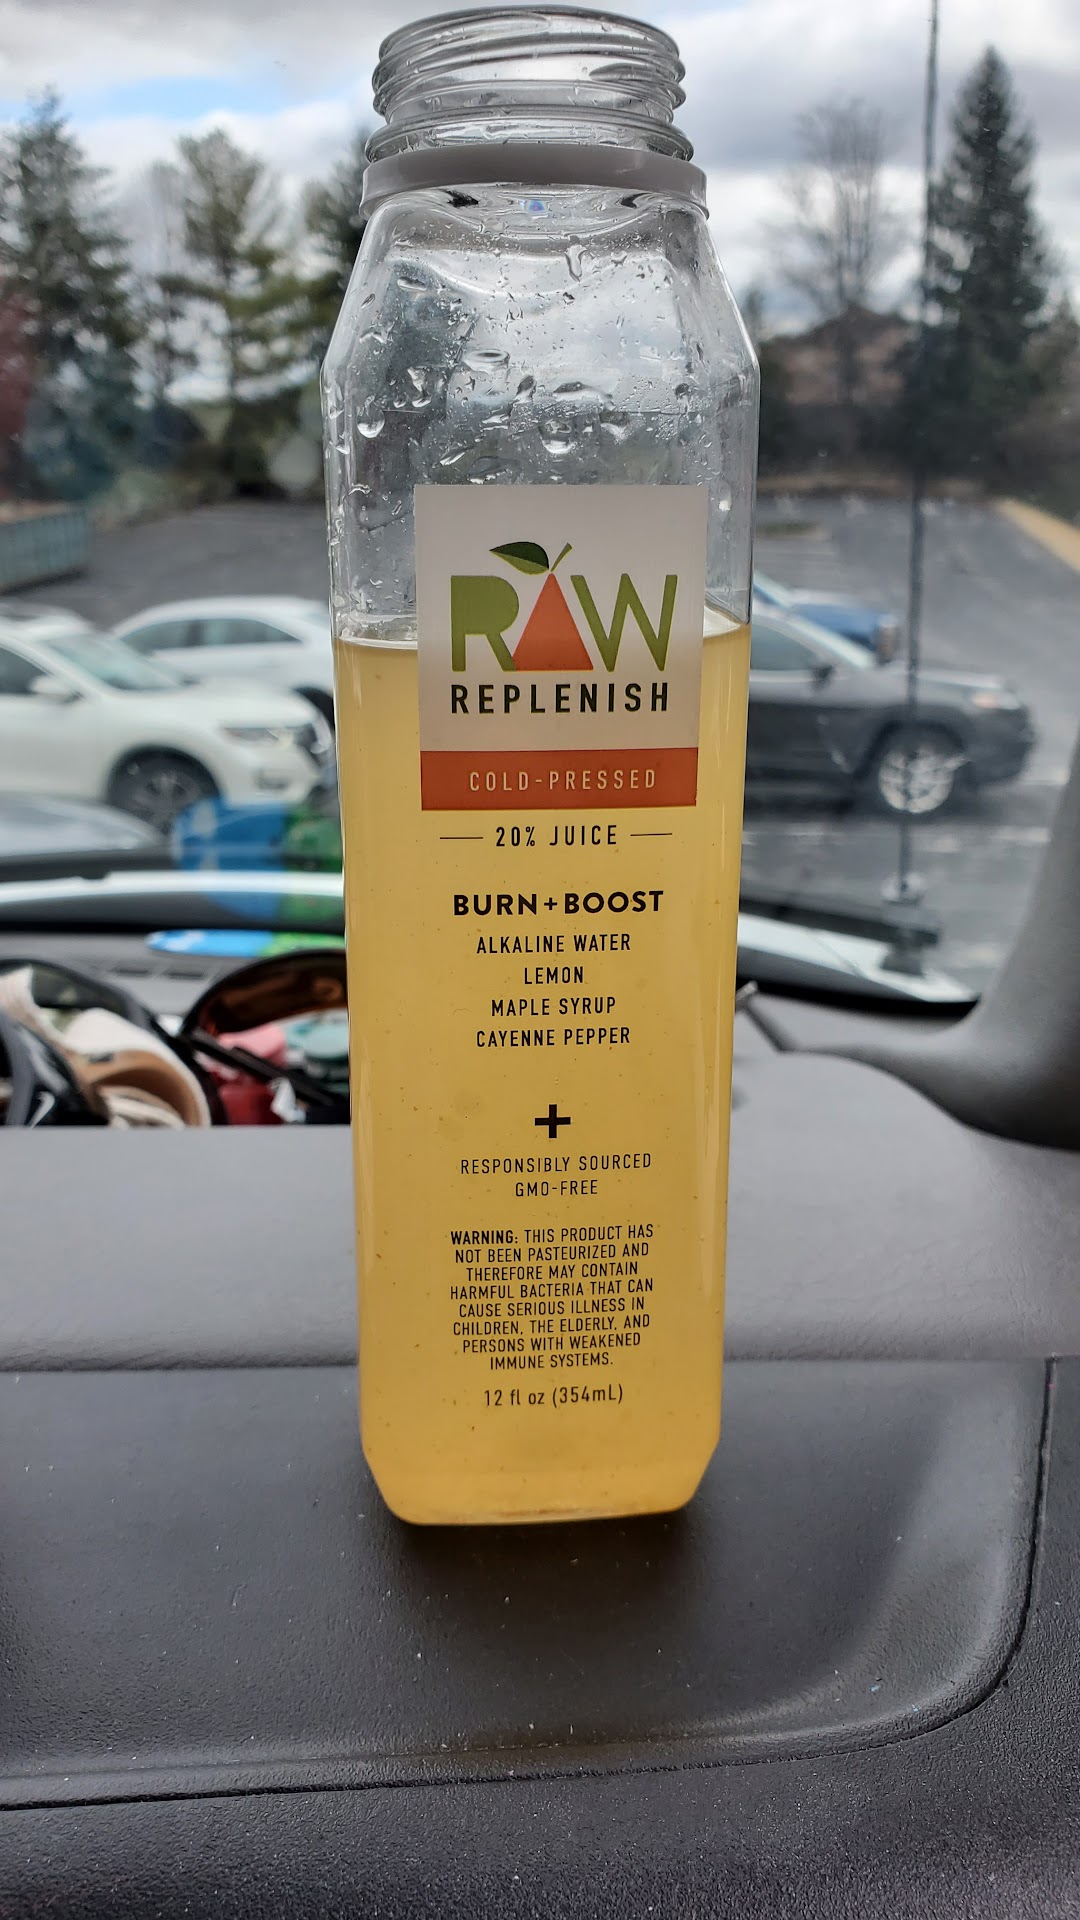 RAW
REPLENISH
COLD-PRESSED
20% JUICE
BURN+BOOST
ALKALINE WATER
LEMON
MAPLE SYRUP
CAYENNE PEPPER
+
RESPONSIBLY SOURCED
GMO-FREE
WARNING: THIS PRODUCT HAS
NOT BEEN PASTEURIZED AND
THEREFORE MAY CONTAIN
HARMFUL BACTERIA THAT CAN
CAUSE SERIOUS ILLNESS IN
CHILDREN, THE ELDERLY, AND
PERSONS WITH WEAKENED
IMMUNE SYSTEMS.
12 fl oz (354mL)